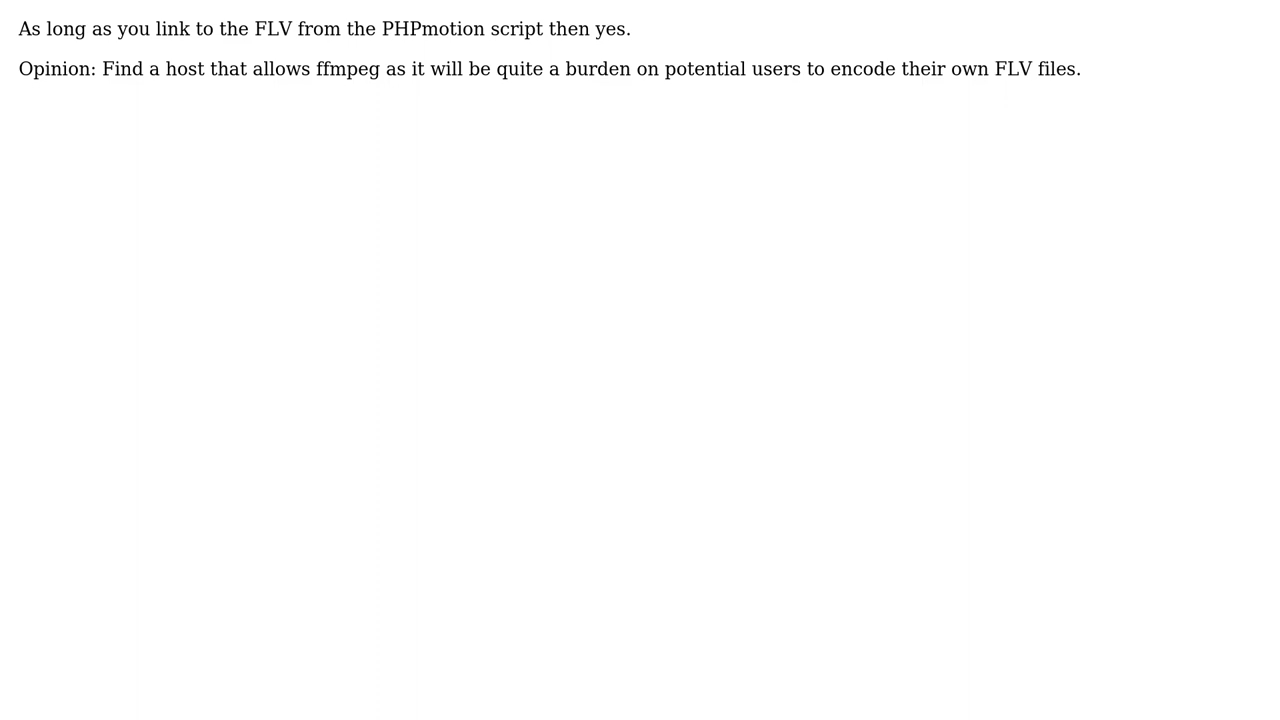 As long as you link to the FLV from the PHPmotion script then yes.
Opinion: Find a host that allows ffmpeg as it will be quite a burden on potential users to encode their own FLV files.